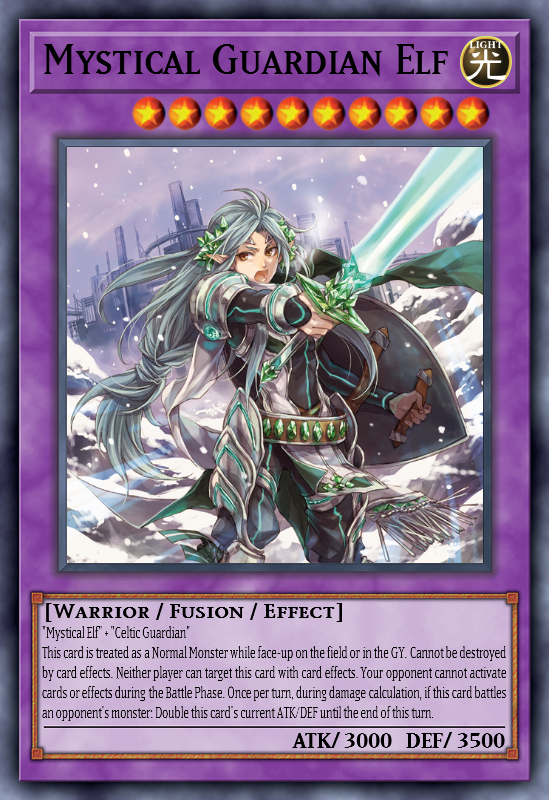 Mystical Guardian Elf
LIGHT
光
[Warrior / Fusion / Effect]
"Mystical Elf" + "Celtic Guardian"
This card is treated as a Normal Monster while face-up on the field or in the GY. Cannot be destroyed
by card effects. Neither player can target this card with card effects. Your opponent cannot activate
cards or effects during the Battle Phase. Once per turn, during damage calculation, if this card battles
an opponent's monster: Double this card's current ATK/DEF until the end of this turn.
ATK/ 3000 DEF/ 3500